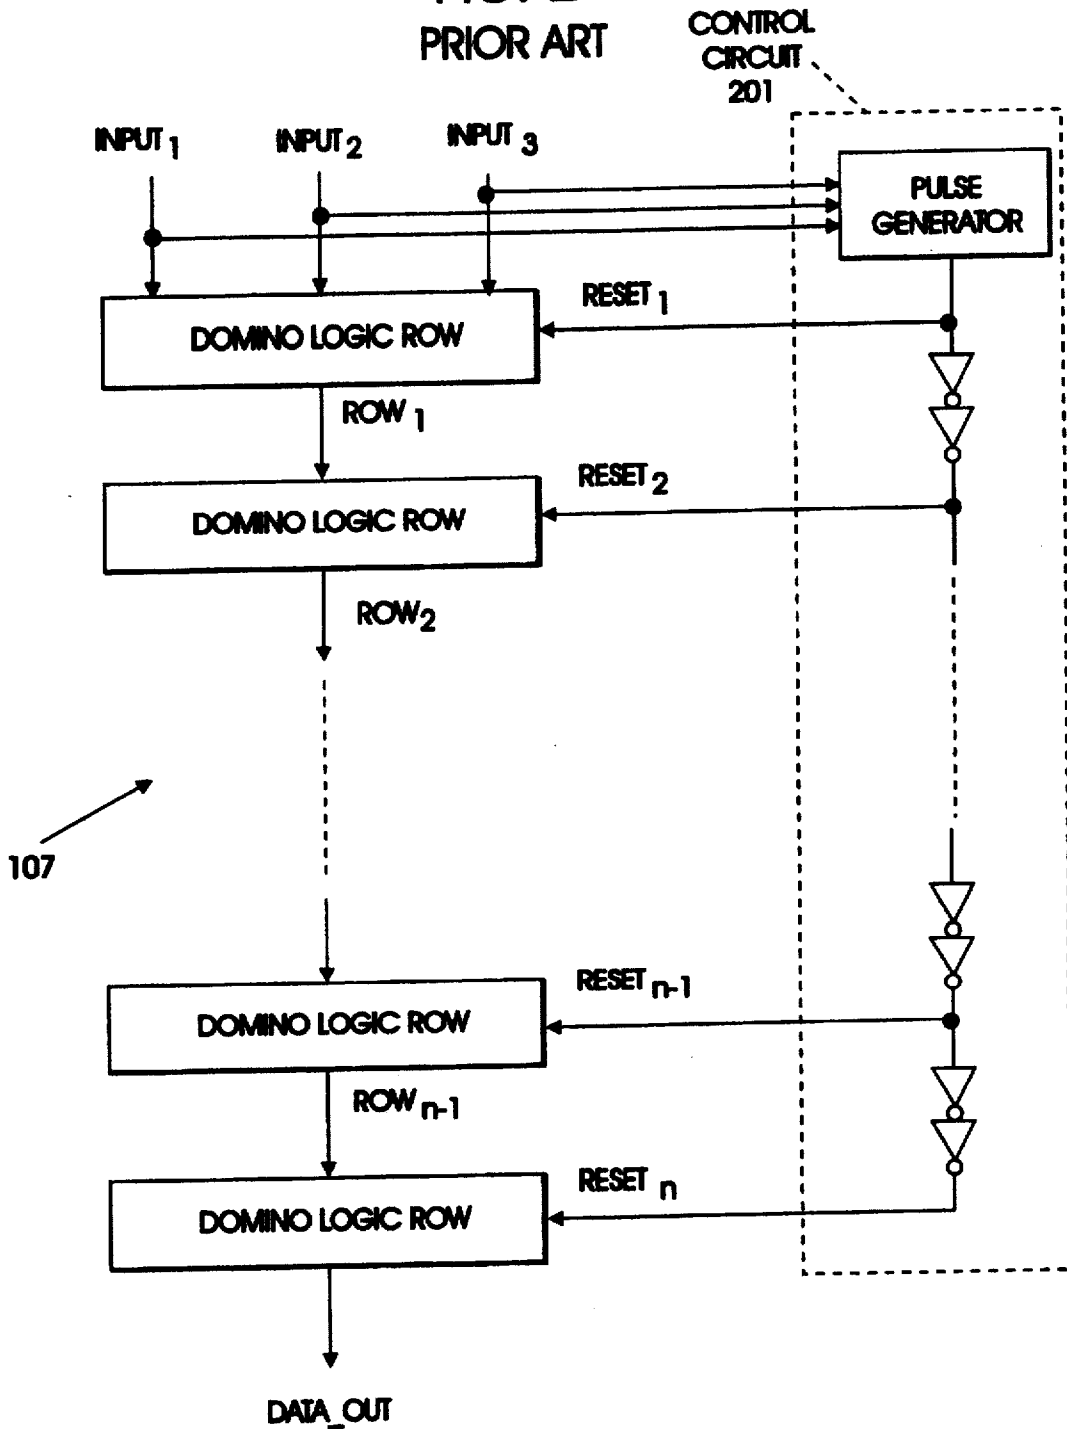 PRIOR ART
CONTROL
CIRCUIT
201
INPUT 1
INPUT 2
INPUT 3
PULSE
GENERATOR
RESET 1
DOMINO LOGIC ROW
ROW 1
RESET 2
DOMINO LOGIC ROW
ROW2
107
RESET n-1
DOMINO LOGIC ROW
ROW n-1
RESET n
DOMINO LOGIC ROW
DATA_OUT